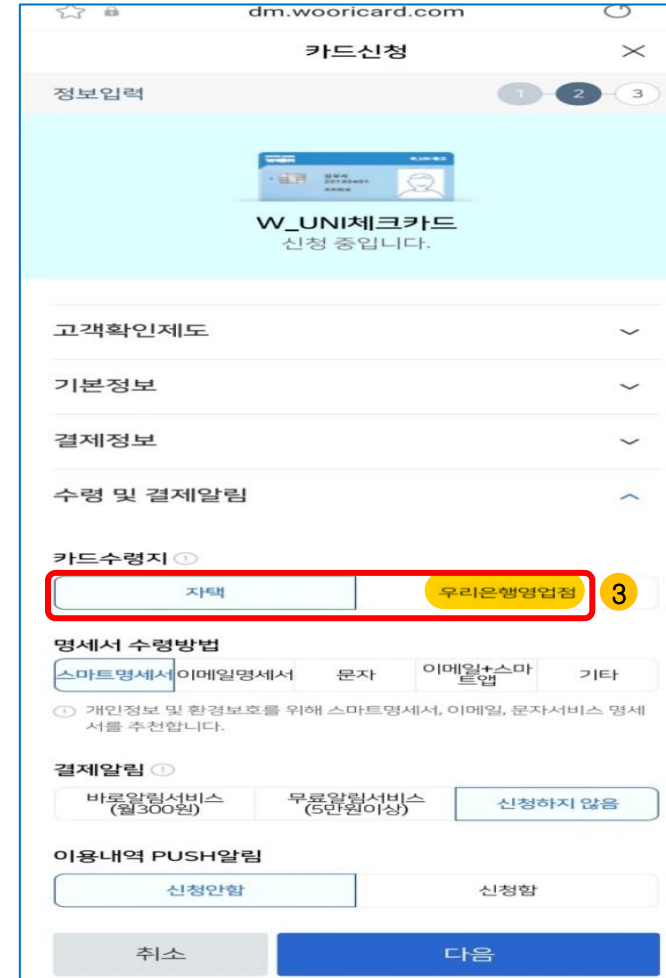 dm.wooricard.com
카드신청
정보입력
1
2
3
W_UNI체크카드
신청 중입니다.
고객확인제도
기본정보
결제정보
수령 및 결제알림
카드수령지
자택
우리은행영업점
3
명세서 수령방법
스마트명세서
이메일명세서
문자
이메일+스마
트앱
기타
개인정보 및 환경보호를 위해 스마트명세서, 이메일, 문자서비스 명세
서를 추천합니다.
결제알림
바로알림서비스
(월300원)
무료알림서비스
(5만원이상)
신청하지 않음
이용내역 PUSH알림
신청안함
신청함
취소
다음